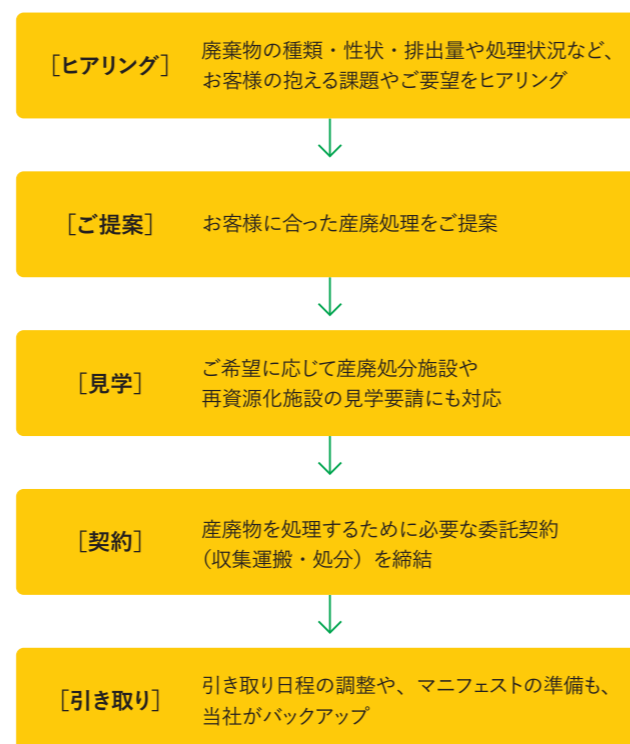 ［ヒアリング］
廃棄物の種類・性状・排出量や処理状況など、
お客様の抱える課題やご要望をヒアリング
［ご提案］
お客様に合った産廃処理をご提案
［見学］
ご希望に応じて産廃処分施設や
再資源化施設の見学要請にも対応
［契約］
産廃物を処理するために必要な委託契約
（収集運搬・処分）を締結
［引き取り］
引き取り日程の調整や、マニフェストの準備も、
当社がバックアップ